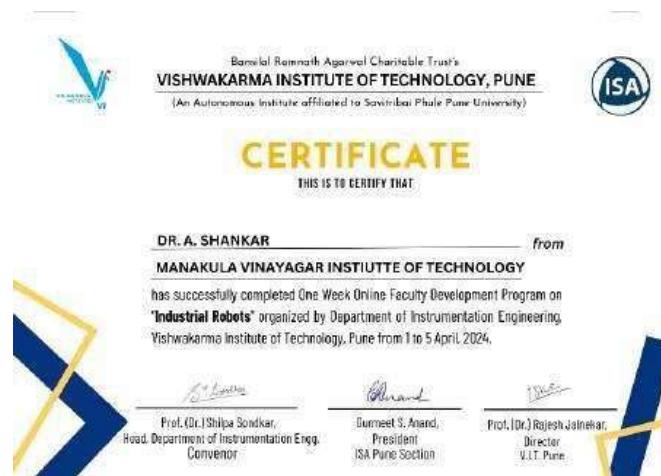 Bansilal Ramnath Agarwal Charitable Trust's
VISHWAKARMA INSTITUTE OF TECHNOLOGY, PUNE
(An Autonomous Institute affiliated to Savitribai Phule Pune University)
ISA
CERTIFICATE
THIS IS TO CERTIFY THAT
DR. A. SHANKAR from
MANAKULA VINAYAGAR INSTIUTTE OF TECHNOLOGY
has successfully completed One Week Online Faculty Development Program on
"Industrial Robots" organized by Department of Instrumentation Engineering,
Vishwakarma Institute of Technology, Pune from 1 to 5 April, 2024.
Prof. (Dr.) Shilpa Sondkar,
Head, Department of Instrumentation Engg.
Convenor
Gurmeet S. Anand,
President
ISA Pune Section
Prof. (Dr.) Rajesh Jalnekar,
Director
V.I.T. Pune